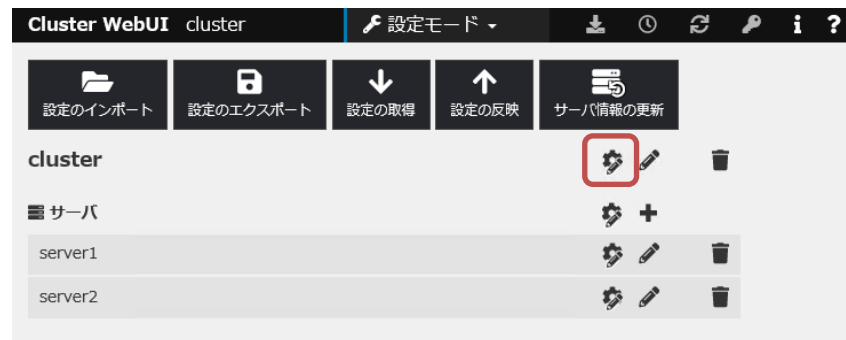 Cluster WebUI cluster 設定モード i ?
設定のインポート 設定のエクスポート 設定の取得 設定の反映 サーバ情報の更新
cluster
サーバ
server1
server2